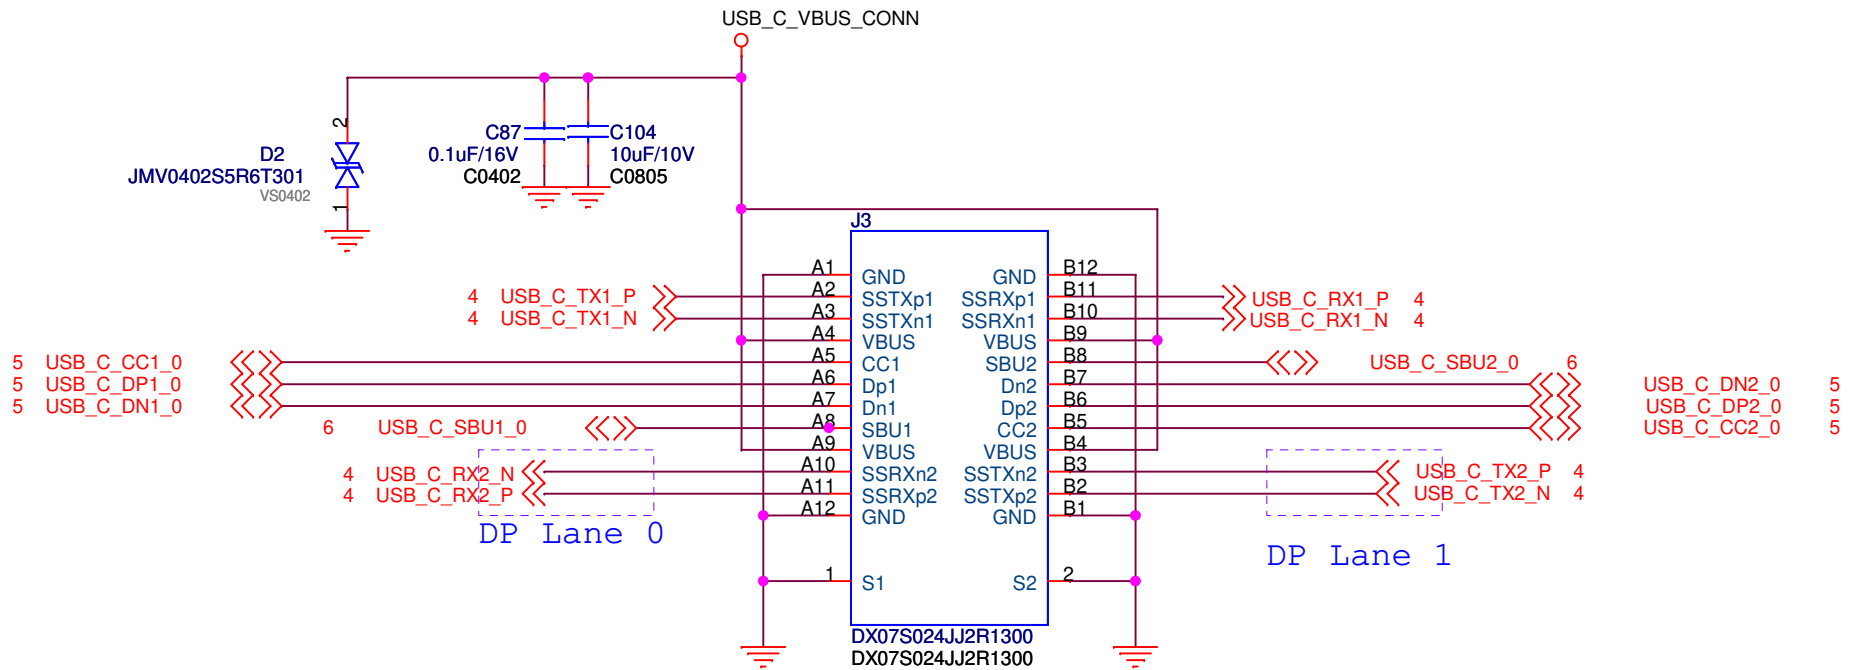 USB_C_VBUS_CONN
2
D2
JMV0402S5R6T301
VS0402
1
C87
0.1uF/16V
C0402
C104
10uF/10V
C0805
J3
A1 GND GND B12
4 USB_C_TX1_P A2 SSTXp1 SSRXp1 B11 USB_C_RX1_P 4
4 USB_C_TX1_N A3 SSTXn1 SSRXn1 B10 USB_C_RX1_N 4
A4 VBUS VBUS B9
5 USB_C_CC1_0 A5 CC1 SBU2 B8 USB_C_SBU2_0 6
5 USB_C_DP1_0 A6 Dp1 Dn2 B7 USB_C_DN2_0 5
5 USB_C_DN1_0 A7 Dn1 Dp2 B6 USB_C_DP2_0 5
6 USB_C_SBU1_0 A8 SBU1 CC2 B5 USB_C_CC2_0 5
A9 VBUS VBUS B4
4 USB_C_RX2_N A10 SSRXn2 SSTXn2 B3 USB_C_TX2_P 4
4 USB_C_RX2_P A11 SSRXp2 SSTXp2 B2 USB_C_TX2_N 4
A12 GND GND B1
DP Lane 0
DP Lane 1
1 S1 S2 2
DX07S024JJ2R1300
DX07S024JJ2R1300